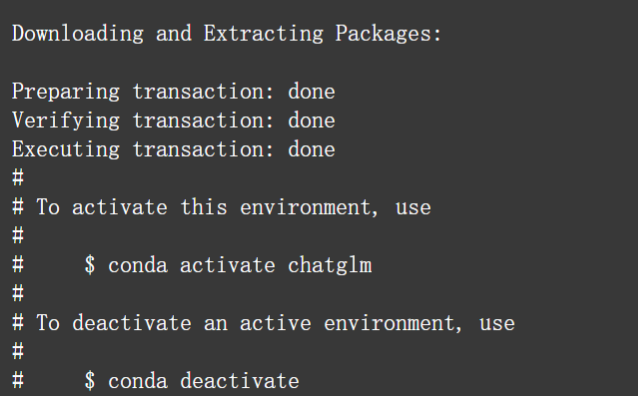 Downloading and Extracting Packages:
Preparing transaction: done
Verifying transaction: done
Executing transaction: done
#
# To activate this environment, use
#
#     $ conda activate chatglm
#
# To deactivate an active environment, use
#
#     $ conda deactivate